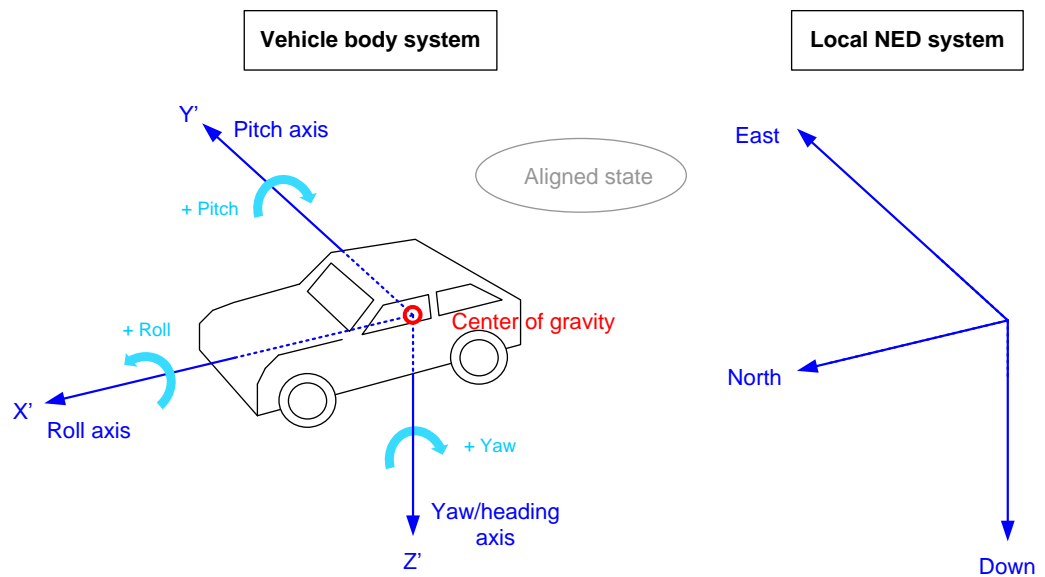 Vehicle body system
Local NED system
Y’
Pitch axis
East
Aligned state
+ Pitch
+ Roll
Center of gravity
North
X’
Roll axis
+ Yaw
Yaw/heading
axis
Z’
Down